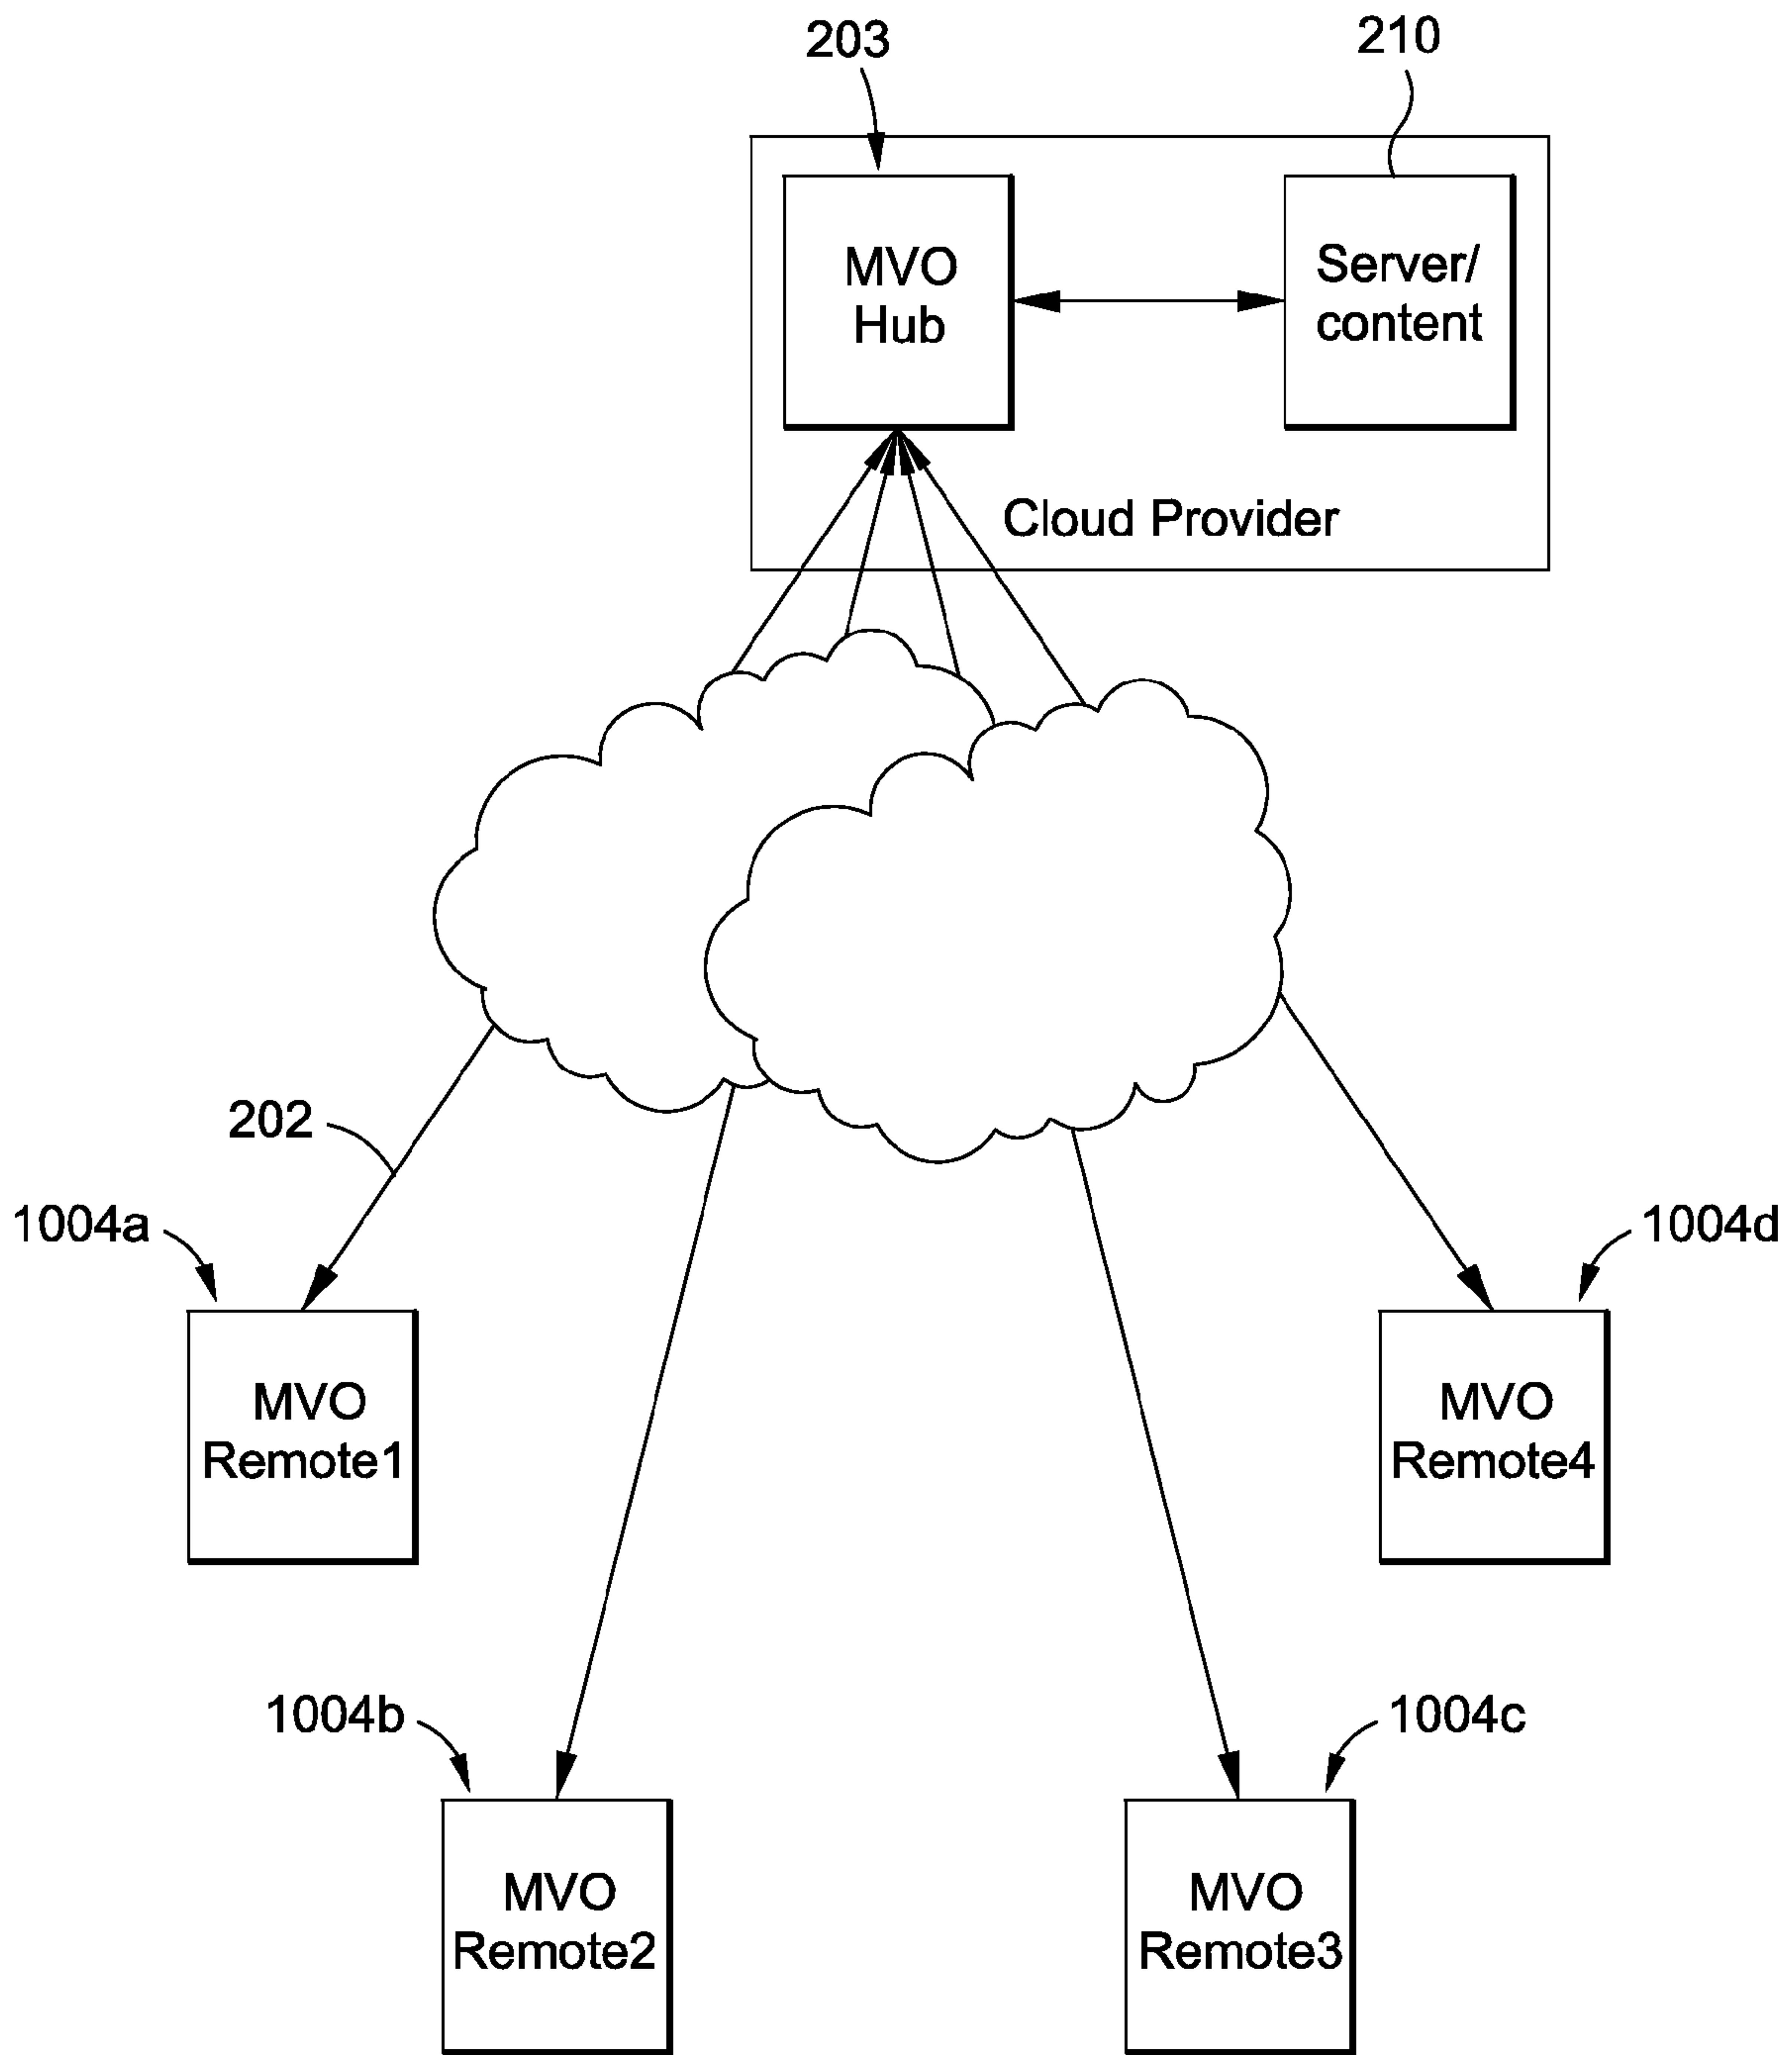 203
210
MVO
Hub
Server/
content
Cloud Provider
202
1004a
1004d
MVO
Remote1
MVO
Remote4
1004b
1004c
MVO
Remote2
MVO
Remote3